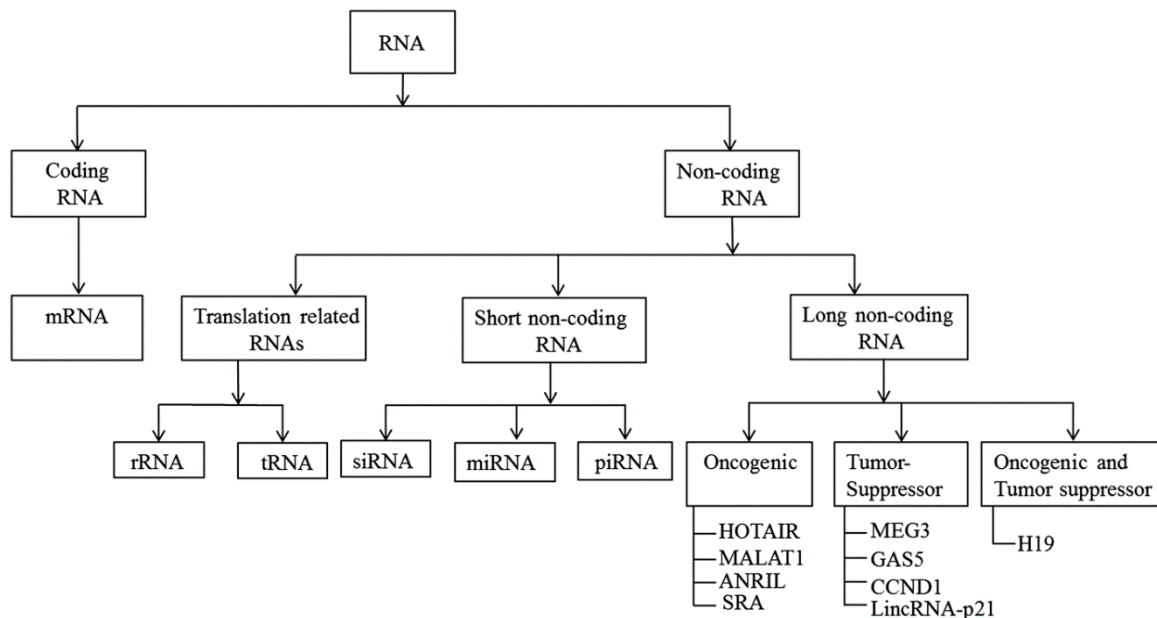 RNA
Coding
RNA
Non-coding
RNA
mRNA
Translation related
RNAs
Short non-coding
RNA
Long non-coding
RNA
rRNA
tRNA
siRNA
miRNA
piRNA
Oncogenic
Tumor-
Suppressor
Oncogenic and
Tumor suppressor
HOTAIR
MALAT1
ANRIL
SRA
MEG3
GAS5
CCND1
LincRNA-p21
H19